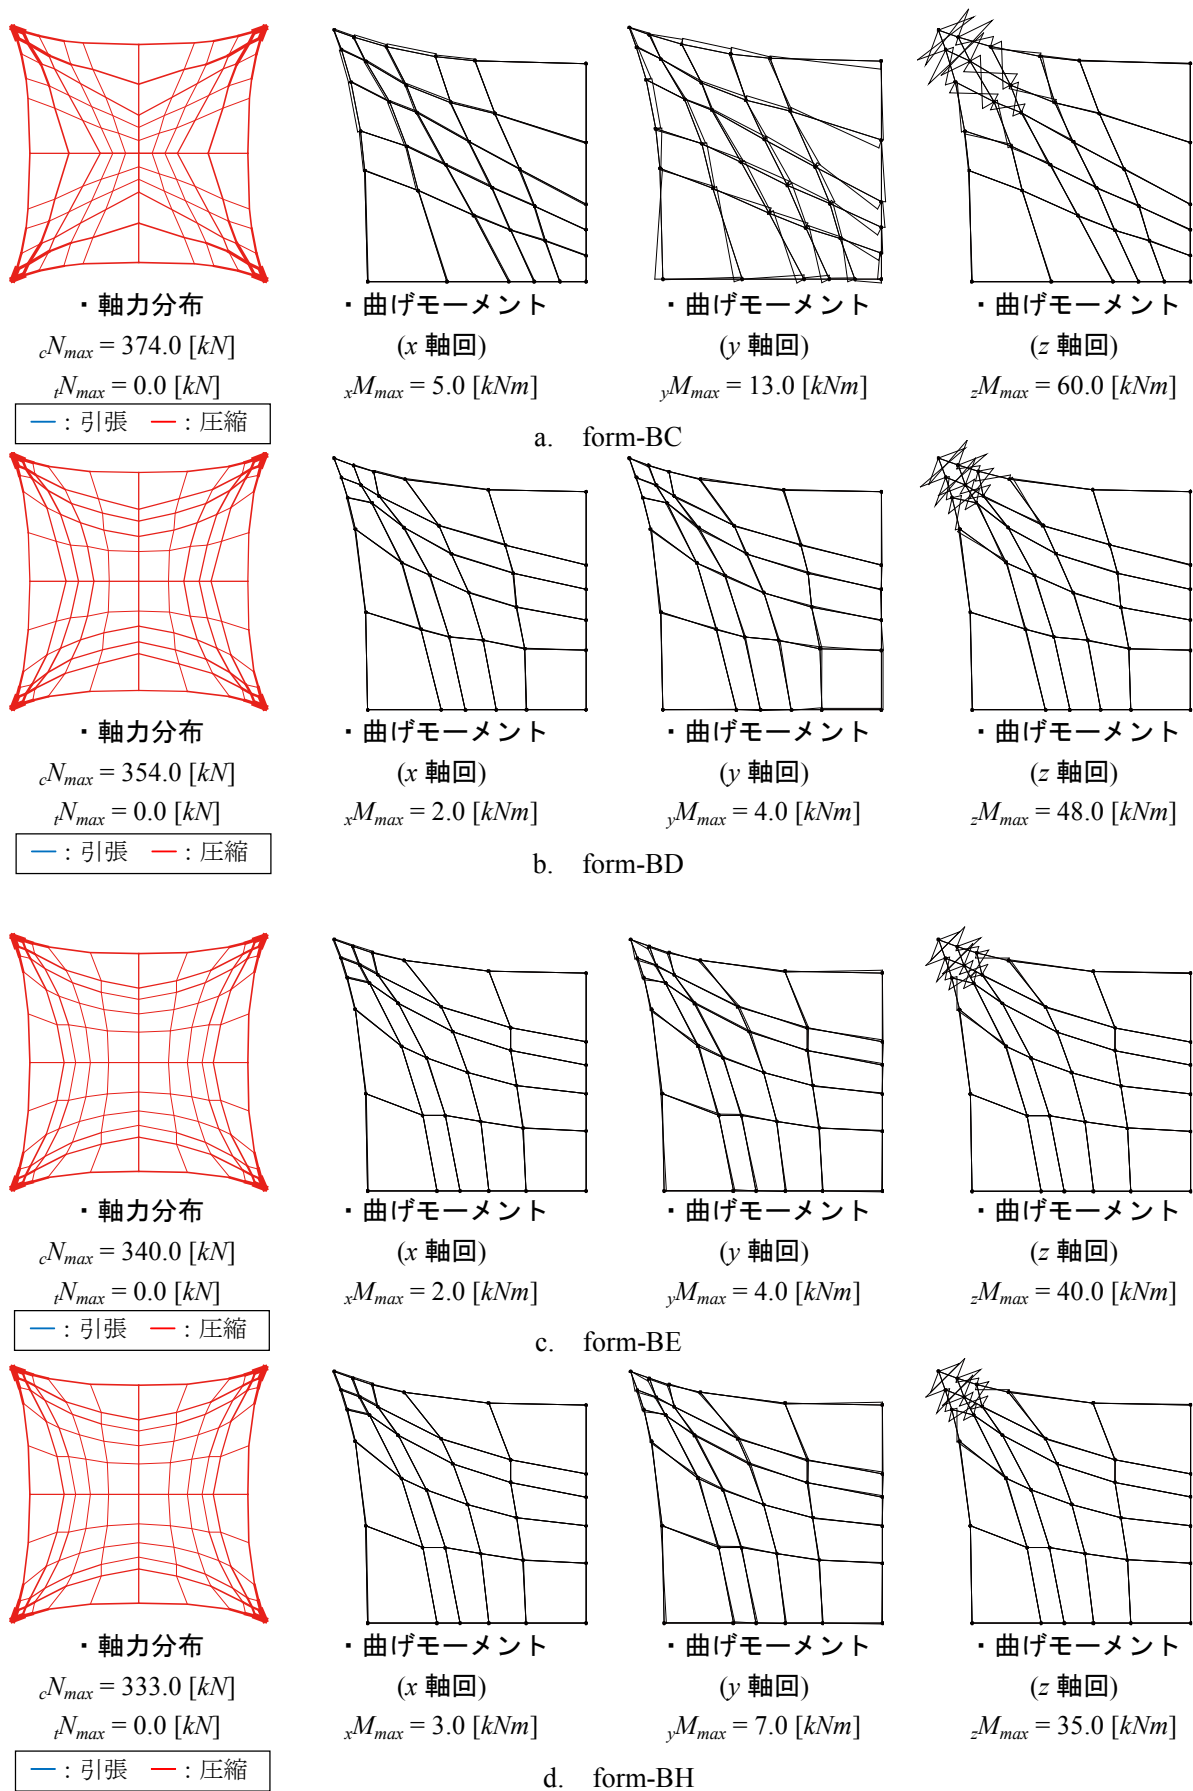 ・軸力分布 ・曲げモーメント ・曲げモーメント ・曲げモーメント
cNmax = 374.0 [kN] (x 軸回) (y 軸回) (z 軸回)
tNmax = 0.0 [kN] xMmax = 5.0 [kNm] yMmax = 13.0 [kNm] zMmax = 60.0 [kNm]
―:引張 ―:圧縮
a. form-BC
・軸力分布 ・曲げモーメント ・曲げモーメント ・曲げモーメント
cNmax = 354.0 [kN] (x 軸回) (y 軸回) (z 軸回)
tNmax = 0.0 [kN] xMmax = 2.0 [kNm] yMmax = 4.0 [kNm] zMmax = 48.0 [kNm]
―:引張 ―:圧縮
b. form-BD
・軸力分布 ・曲げモーメント ・曲げモーメント ・曲げモーメント
cNmax = 340.0 [kN] (x 軸回) (y 軸回) (z 軸回)
tNmax = 0.0 [kN] xMmax = 2.0 [kNm] yMmax = 4.0 [kNm] zMmax = 40.0 [kNm]
―:引張 ―:圧縮
c. form-BE
・軸力分布 ・曲げモーメント ・曲げモーメント ・曲げモーメント
cNmax = 333.0 [kN] (x 軸回) (y 軸回) (z 軸回)
tNmax = 0.0 [kN] xMmax = 3.0 [kNm] yMmax = 7.0 [kNm] zMmax = 35.0 [kNm]
―:引張 ―:圧縮
d. form-BH